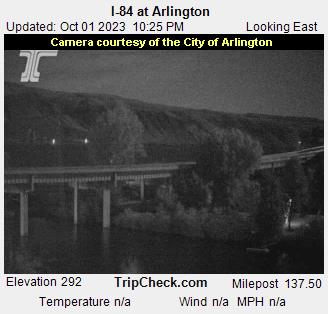 I-84 at Arlington
Updated: Oct 01 2023 10:25 PM Looking East
Camera courtesy of the City of Arlington
Elevation 292 TripCheck.com Milepost 137.50
Temperature n/a Wind n/a MPH n/a